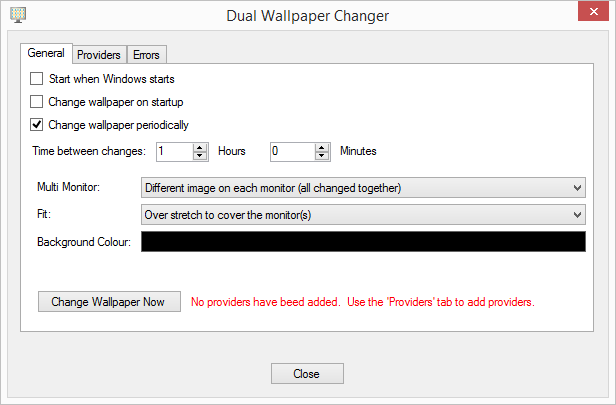 Dual Wallpaper Changer
General Providers Errors
Start when Windows starts
Change wallpaper on startup
Change wallpaper periodically
Time between changes: 1 Hours 0 Minutes
Multi Monitor: Different image on each monitor (all changed together)
Fit: Over stretch to cover the monitor(s)
Background Colour:
Change Wallpaper Now No providers have beed added. Use the 'Providers' tab to add providers.
Close